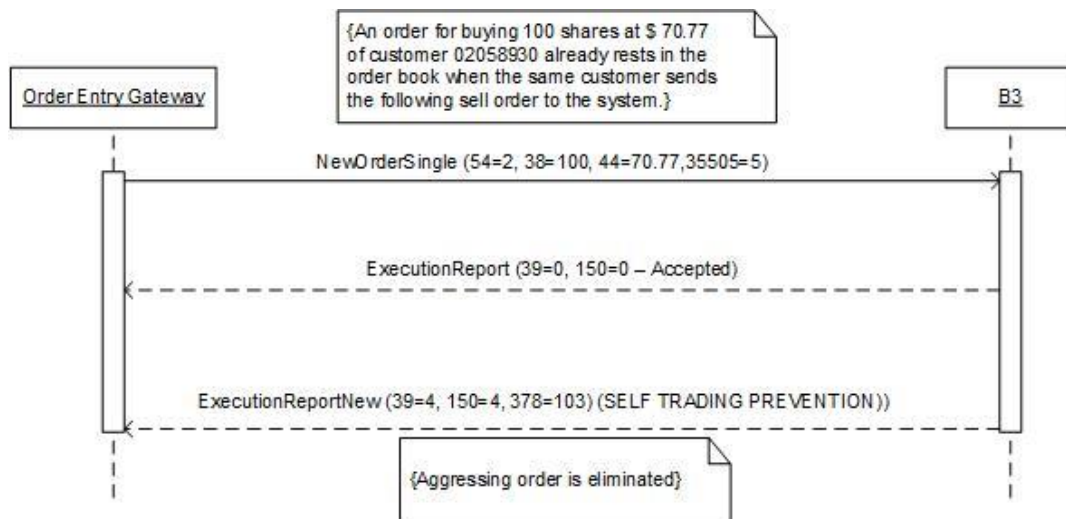 {An order for buying 100 shares at $ 70.77
of customer 02058930 already rests in the
order book when the same customer sends
the following sell order to the system.}
Order Entry Gateway
B3
NewOrderSingle (54=2, 38=100, 44=70.77,35505=5)
ExecutionReport (39=0, 150=0 – Accepted)
ExecutionReportNew (39=4, 150=4, 378=103) (SELF TRADING PREVENTION))
{Aggressing order is eliminated}